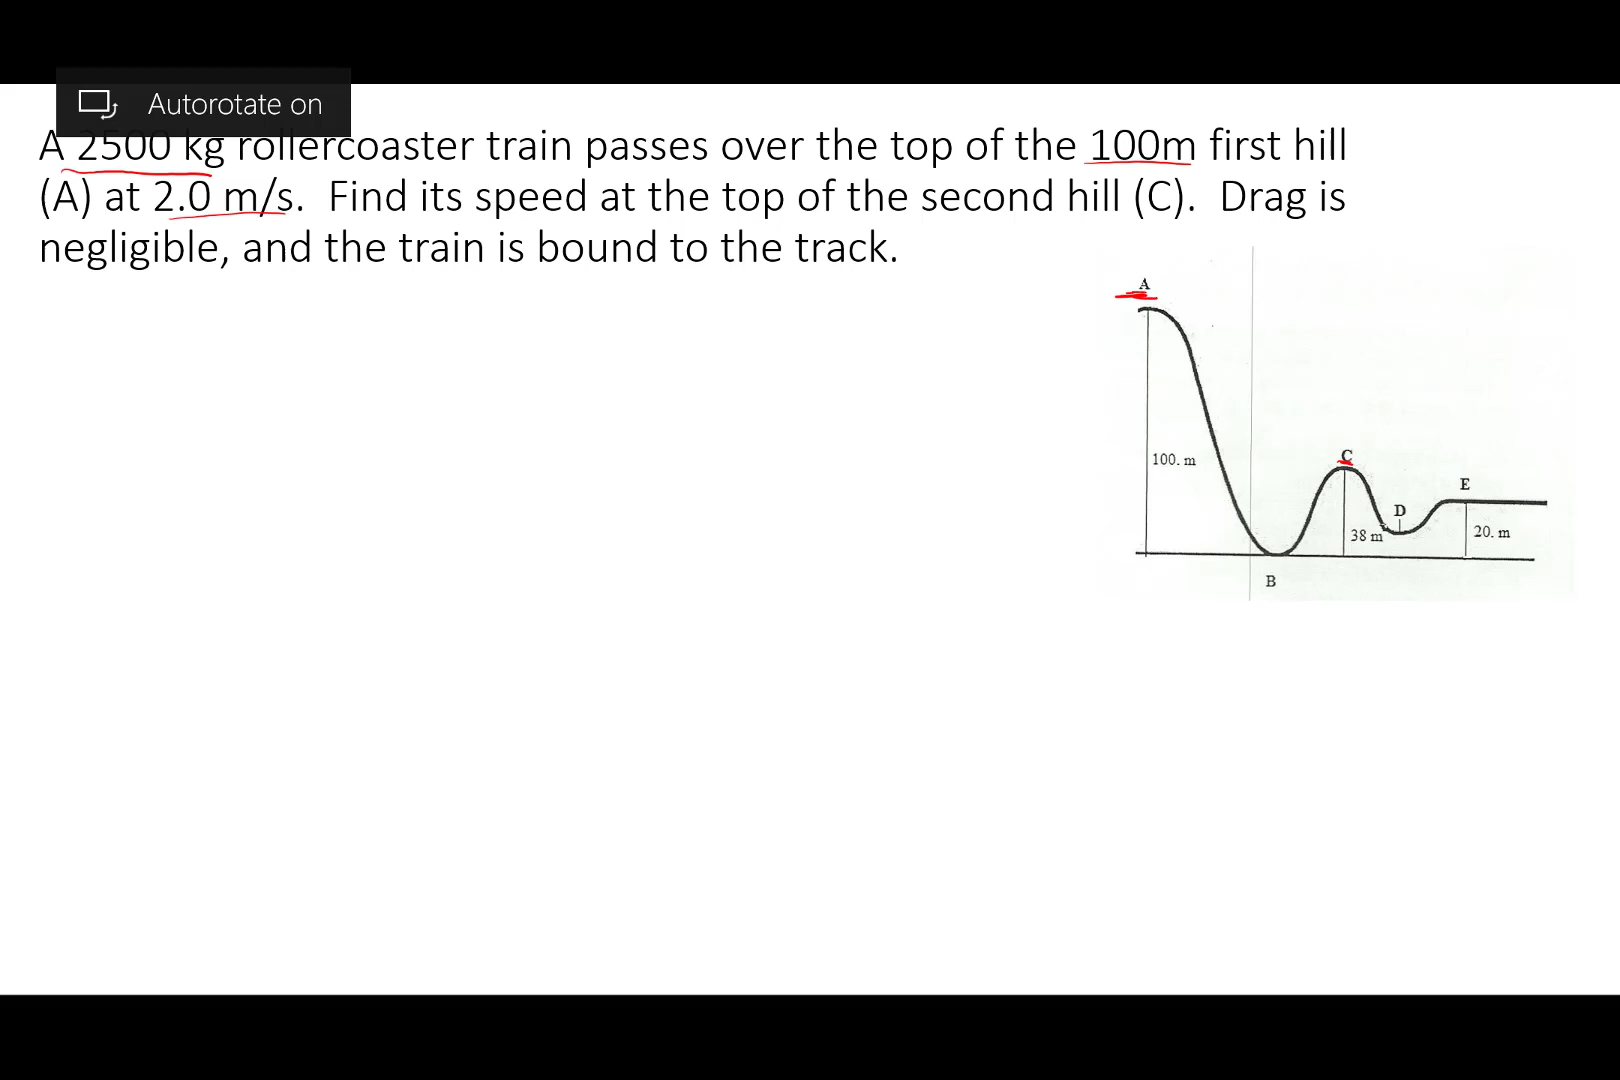 Autorotate on
A 2500 kg rollercoaster train passes over the top of the 100m first hill
(A) at 2.0 m/s. Find its speed at the top of the second hill (C). Drag is
negligible, and the train is bound to the track.
A
100. m
C
E
D
38 m
20. m
B